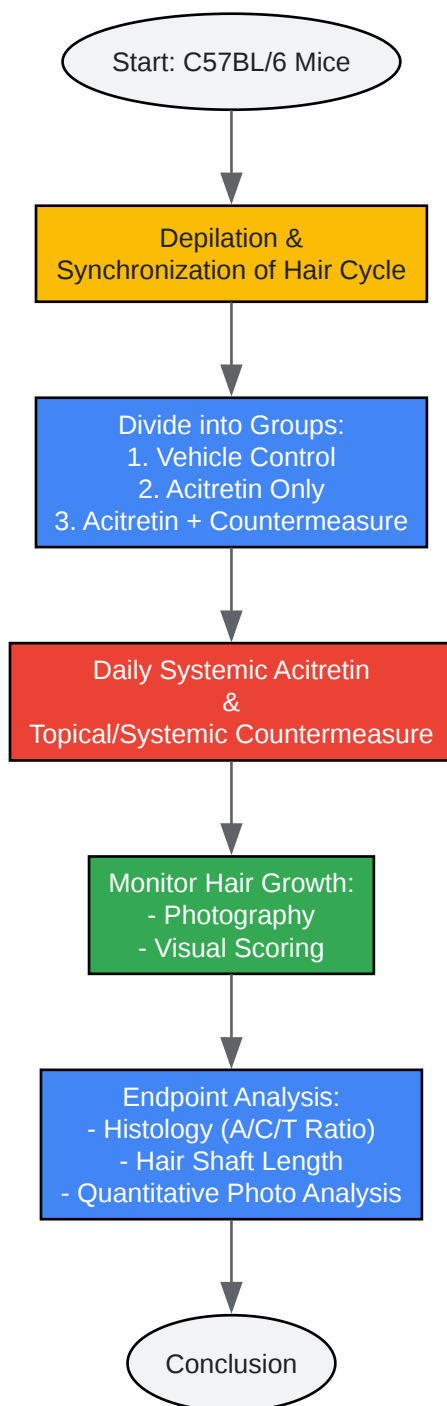 Start: C57BL/6 Mice
Depilation &
Synchronization of Hair Cycle
Divide into Groups:
1. Vehicle Control
2. Acitretin Only
3. Acitretin + Countermeasure
Daily Systemic Acitretin
&
Topical/Systemic Countermeasure
Monitor Hair Growth:
- Photography
- Visual Scoring
Endpoint Analysis:
- Histology (A/C/T Ratio)
- Hair Shaft Length
- Quantitative Photo Analysis
Conclusion